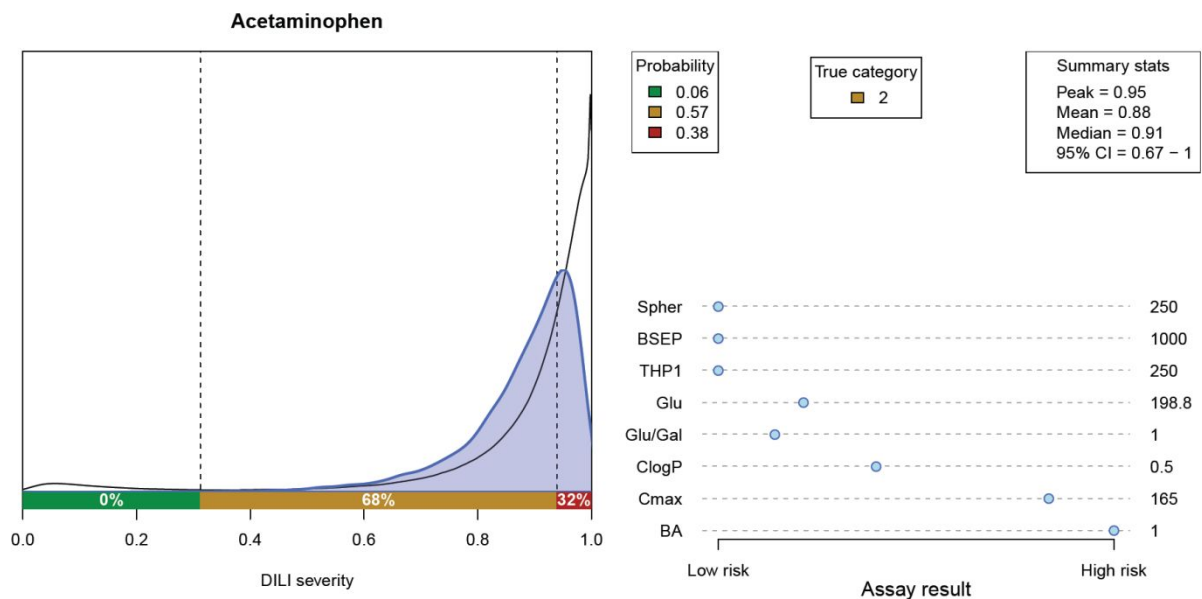 Acetaminophen
0%
68%
32%
0.0 0.2 0.4 0.6 0.8 1.0
DILI severity
Probability
0.06
0.57
0.38
True category
2
Summary stats
Peak = 0.95
Mean = 0.88
Median = 0.91
95% CI = 0.67 − 1
Spher 250
BSEP 1000
THP1 250
Glu 198.8
Glu/Gal 1
ClogP 0.5
Cmax 165
BA 1
Low risk High risk
Assay result